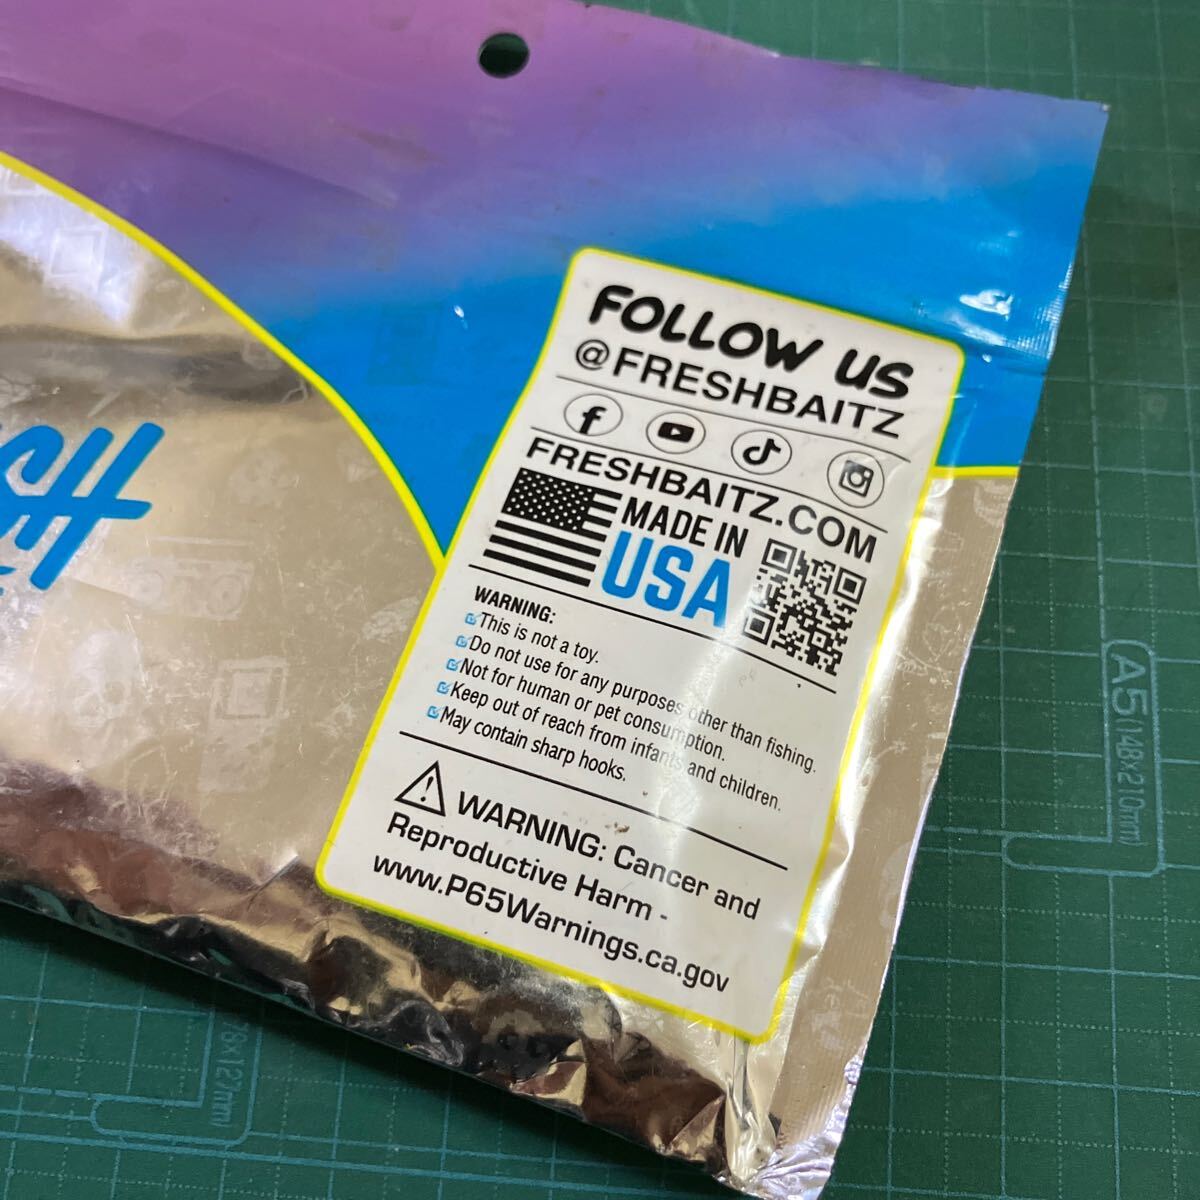 FOLLOW US
@FRESHBAITZ
FRESHBAITZ.COM
MADE IN
USA
WARNING:
This is not a toy.
Do not use for any purposes other than fishing.
Not for human or pet consumption.
Keep out of reach from infants and children.
May contain sharp hooks.
WARNING: Cancer and
Reproductive Harm -
www.P65Warnings.ca.gov
A5(148×210mm)